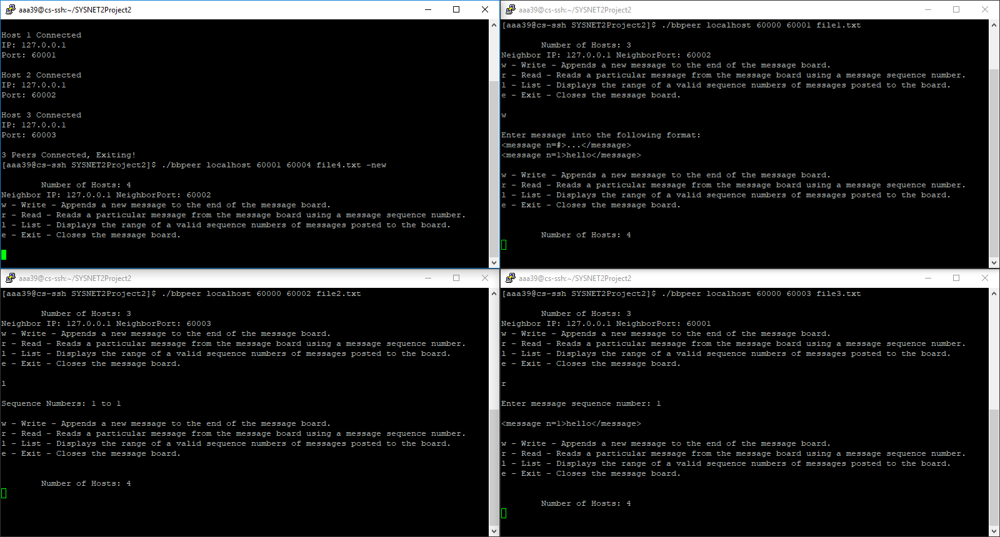 aaa39@cs-ssh:~/SYSNET2Project2
Host 1 Connected
IP: 127.0.0.1
Port: 60001
Host 2 Connected
IP: 127.0.0.1
Port: 60002
Host 3 Connected
IP: 127.0.0.1
Port: 60003
3 Peers Connected, Exiting!
[aaa39@cs-ssh SYSNET2Project2]$ ./bbpeer localhost 60001 60004 file4.txt -new
Number of Hosts: 4
Neighbor IP: 127.0.0.1 NeighborPort: 60002
w - Write - Appends a new message to the end of the message board.
r - Read - Reads a particular message from the message board using a message sequence number.
l - List - Displays the range of a valid sequence numbers of messages posted to the board.
e - Exit - Closes the message board.
aaa39@cs-ssh:~/SYSNET2Project2
[aaa39@cs-ssh SYSNET2Project2]$ ./bbpeer localhost 60000 60001 file1.txt
Number of Hosts: 3
Neighbor IP: 127.0.0.1 NeighborPort: 60002
w - Write - Appends a new message to the end of the message board.
r - Read - Reads a particular message from the message board using a message sequence number.
l - List - Displays the range of a valid sequence numbers of messages posted to the board.
e - Exit - Closes the message board.
w
Enter message into the following format:
<message n=#>...</message>
<message n=1>hello</message>
w - Write - Appends a new message to the end of the message board.
r - Read - Reads a particular message from the message board using a message sequence number.
l - List - Displays the range of a valid sequence numbers of messages posted to the board.
e - Exit - Closes the message board.
Number of Hosts: 4
aaa39@cs-ssh:~/SYSNET2Project2
[aaa39@cs-ssh SYSNET2Project2]$ ./bbpeer localhost 60000 60002 file2.txt
Number of Hosts: 3
Neighbor IP: 127.0.0.1 NeighborPort: 60003
w - Write - Appends a new message to the end of the message board.
r - Read - Reads a particular message from the message board using a message sequence number.
l - List - Displays the range of a valid sequence numbers of messages posted to the board.
e - Exit - Closes the message board.
l
Sequence Numbers: 1 to 1
w - Write - Appends a new message to the end of the message board.
r - Read - Reads a particular message from the message board using a message sequence number.
l - List - Displays the range of a valid sequence numbers of messages posted to the board.
e - Exit - Closes the message board.
Number of Hosts: 4
aaa39@cs-ssh:~/SYSNET2Project2
[aaa39@cs-ssh SYSNET2Project2]$ ./bbpeer localhost 60000 60003 file3.txt
Number of Hosts: 3
Neighbor IP: 127.0.0.1 NeighborPort: 60001
w - Write - Appends a new message to the end of the message board.
r - Read - Reads a particular message from the message board using a message sequence number.
l - List - Displays the range of a valid sequence numbers of messages posted to the board.
e - Exit - Closes the message board.
r
Enter message sequence number: 1
<message n=1>hello</message>
w - Write - Appends a new message to the end of the message board.
r - Read - Reads a particular message from the message board using a message sequence number.
l - List - Displays the range of a valid sequence numbers of messages posted to the board.
e - Exit - Closes the message board.
Number of Hosts: 4